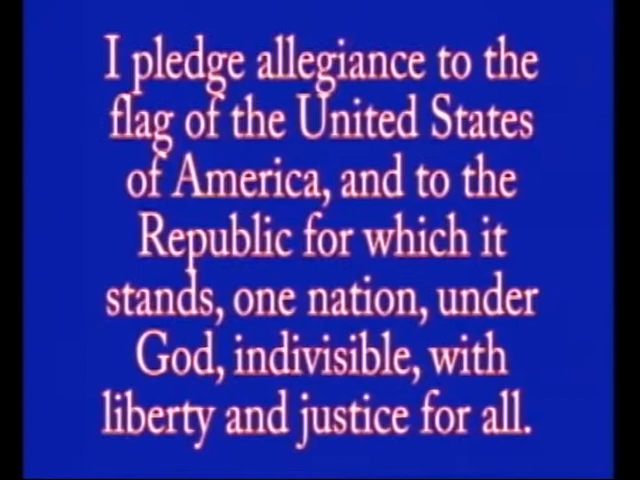 I pledge allegiance to the
flag of the United States
of America, and to the
Republic for which it
stands, one nation, under
God, indivisible, with
liberty and justice for all.